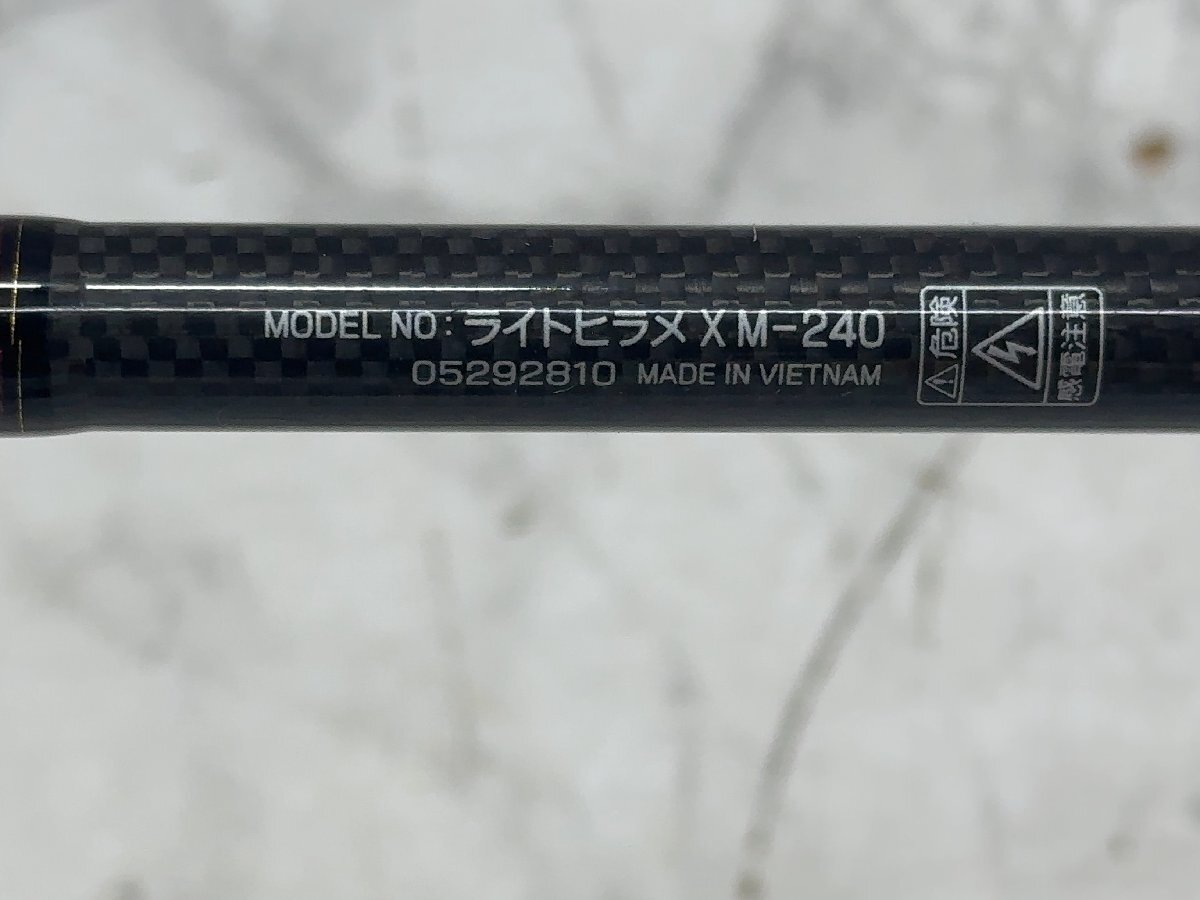 MODEL NO：ライトヒラメ X M-240
05292810 MADE IN VIETNAM
危険
感電注意